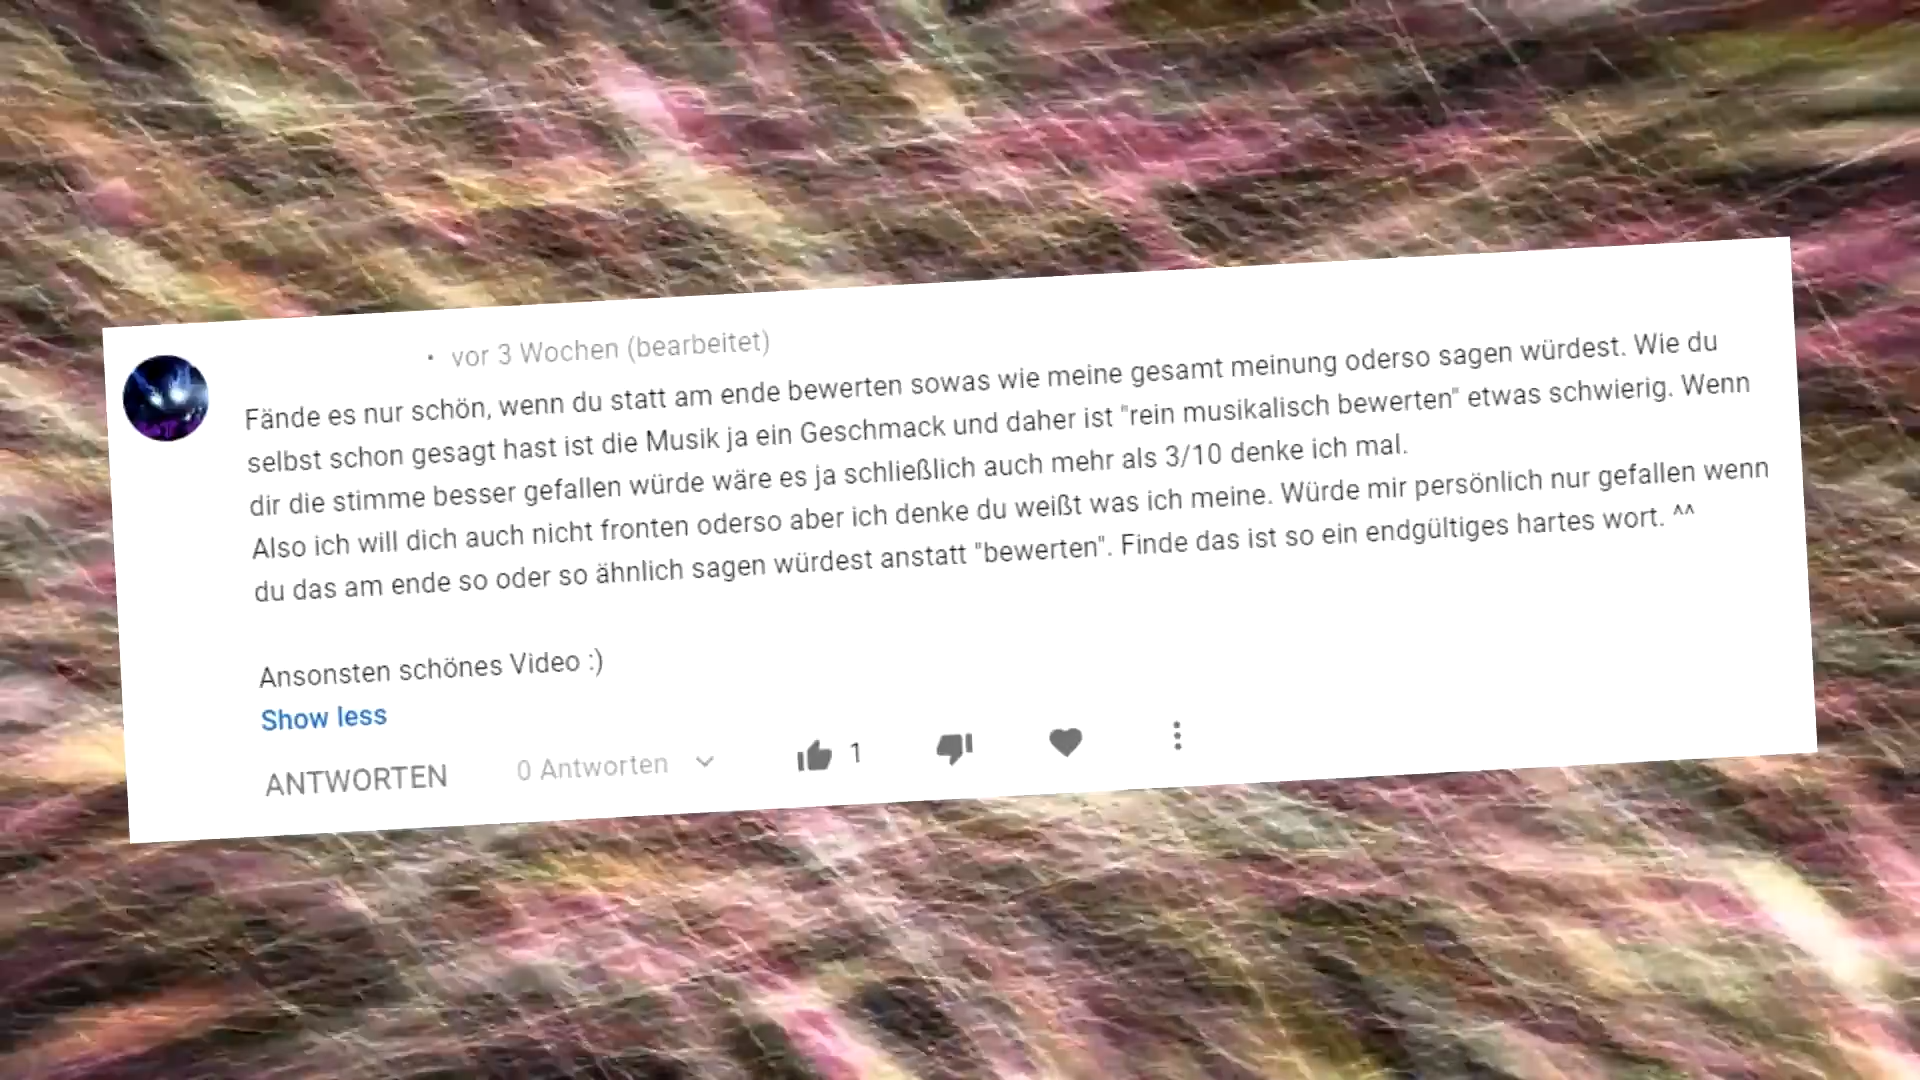 • vor 3 Wochen (bearbeitet)
Fände es nur schön, wenn du statt am ende bewerten sowas wie meine gesamt meinung oderso sagen würdest. Wie du
selbst schon gesagt hast ist die Musik ja ein Geschmack und daher ist "rein musikalisch bewerten" etwas schwierig. Wenn
dir die stimme besser gefallen würde wäre es ja schließlich auch mehr als 3/10 denke ich mal.
Also ich will dich auch nicht fronten oderso aber ich denke du weißt was ich meine. Würde mir persönlich nur gefallen wenn
du das am ende so oder so ähnlich sagen würdest anstatt "bewerten". Finde das ist so ein endgültiges hartes wort. ^^
Ansonsten schönes Video :)
Show less
ANTWORTEN 0 Antworten 1